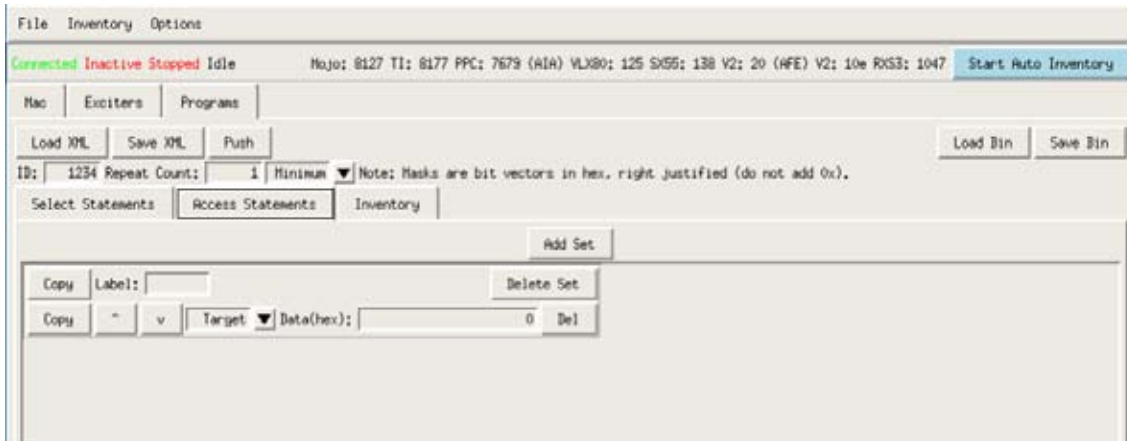 File Inventory Options
Connected Inactive Stopped Idle Mojo: 8127 TI: 8177 PPC: 7679 (AIA) VLX80: 125 SX55: 138 V2: 20 (AFE) V2: 10e RXS3: 1047 Start Auto Inventory
Mac Exciters Programs
Load XML Save XML Push Load Bin Save Bin
ID: 1234 Repeat Count: 1 Minimum Note: Masks are bit vectors in hex, right justified (do not add 0x).
Select Statements Access Statements Inventory
Add Set
Copy Label: Delete Set
Copy ^ v Target Data(hex): 0 Del